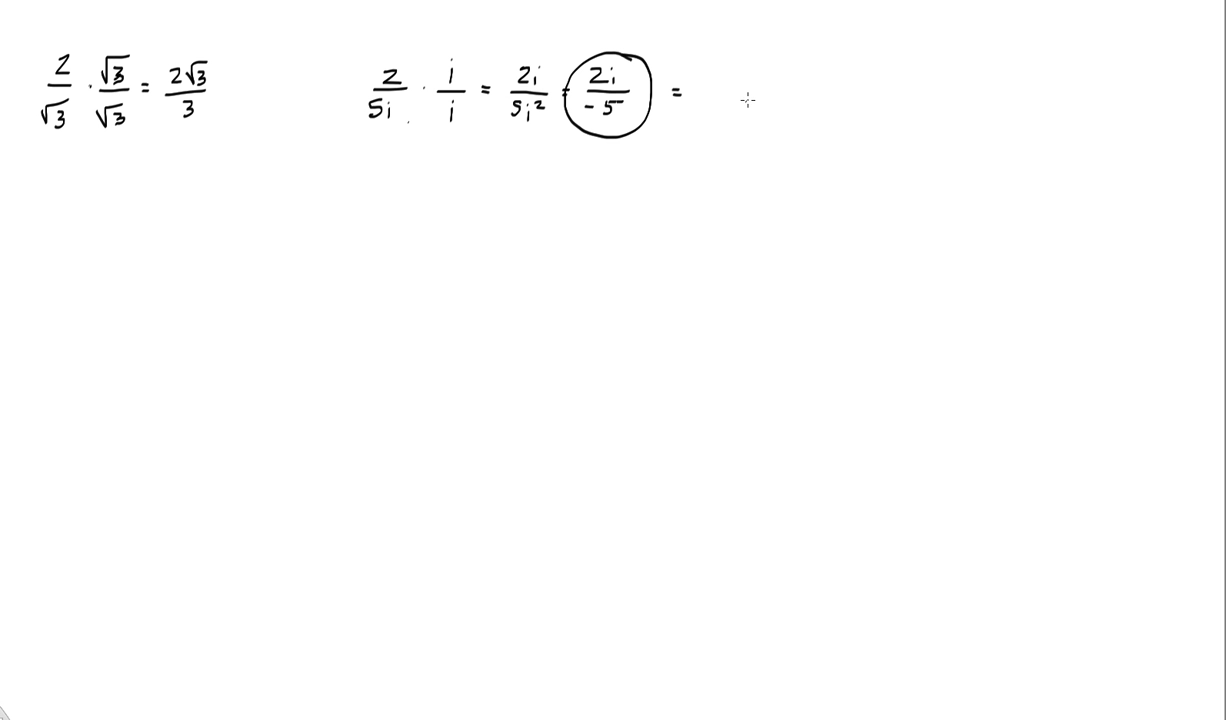 2/√3 · √3/√3 = 2√3/3
2/5i · i/i = 2i/5i² = 2i/-5 =